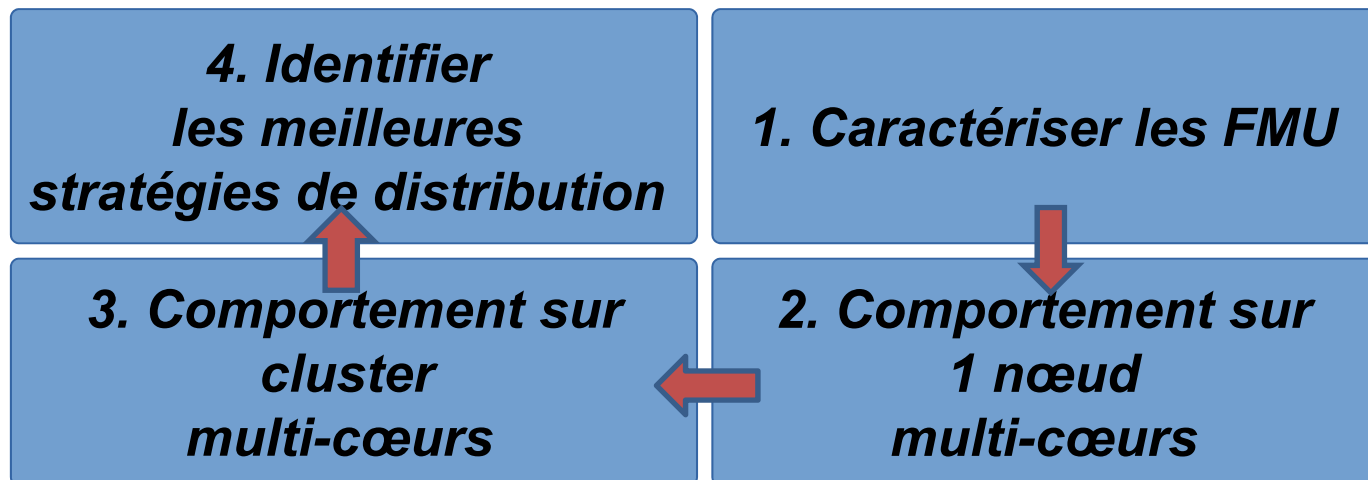 4. Identifier
les meilleures
stratégies de distribution
1. Caractériser les FMU
3. Comportement sur
cluster
multi-cœurs
2. Comportement sur
1 nœud
multi-cœurs